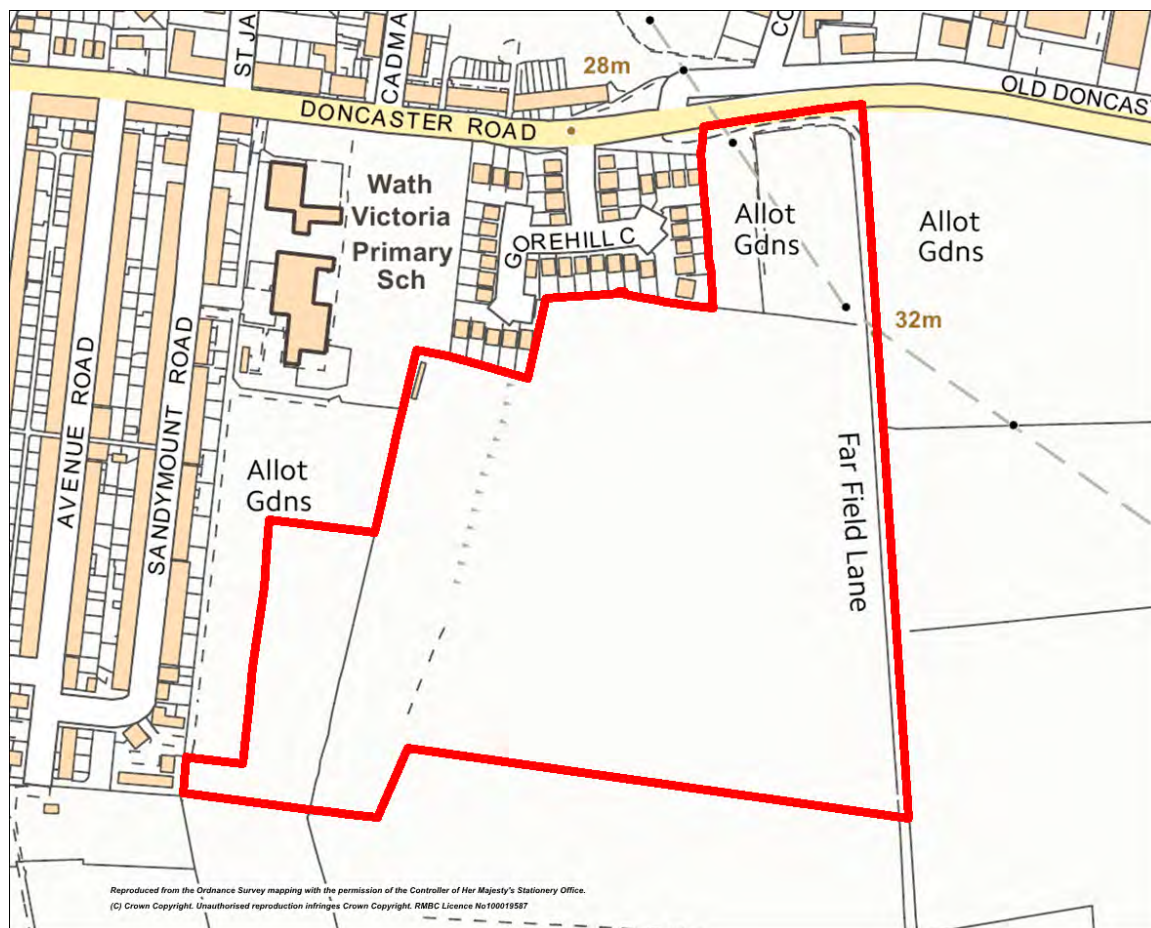 ST JA
CADMA
28m
CO
OLD DONCAST
DONCASTER ROAD
Wath
Victoria
Primary
Sch
GOREHILL C
Allot
Gdns
Allot
Gdns
32m
AVENUE ROAD
SANDYMOUNT ROAD
Allot
Gdns
Far Field Lane
Reproduced from the Ordnance Survey mapping with the permission of the Controller of Her Majesty's Stationery Office.
(C) Crown Copyright. Unauthorised reproduction infringes Crown Copyright. RMBC Licence No100019587